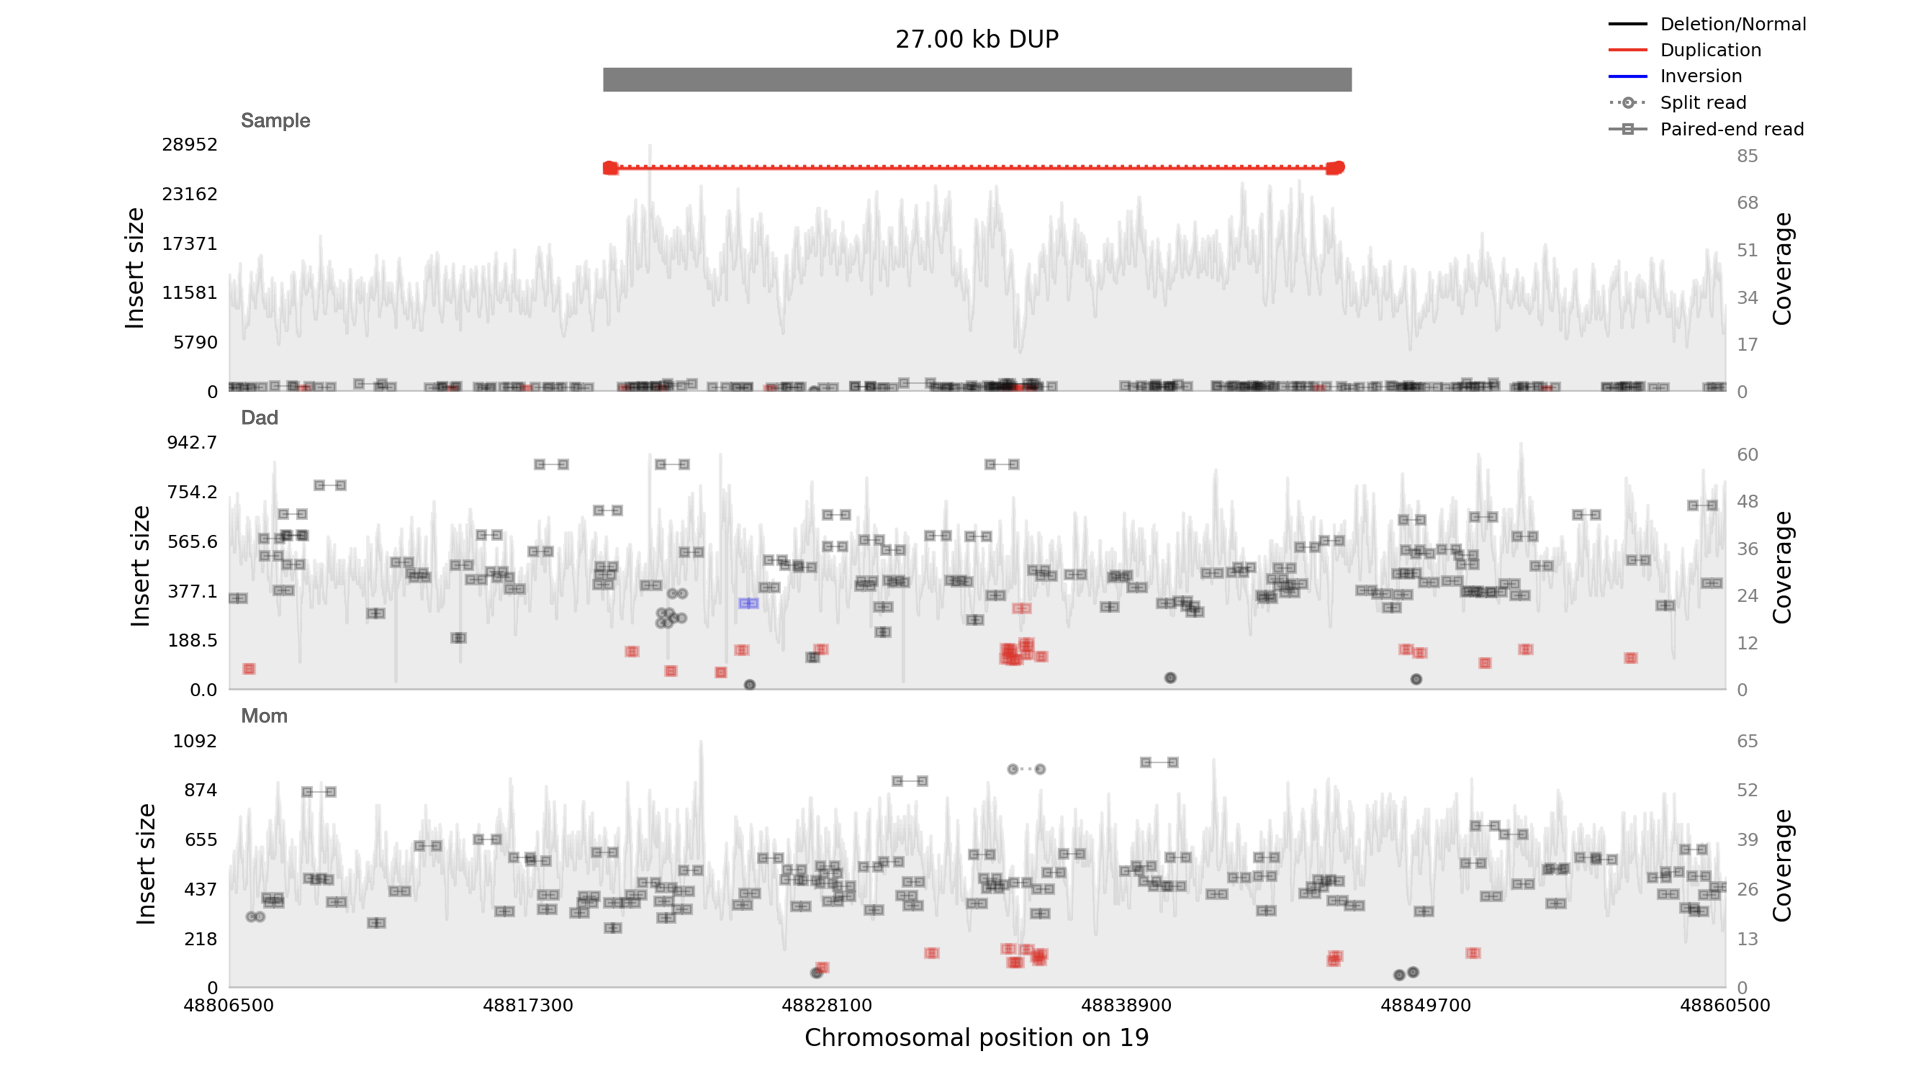 27.00 kb DUP
Deletion/Normal
Duplication
Inversion
Split read
Paired-end read
Sample
28952
23162
17371
11581
5790
0
Insert size
85
68
51
34
17
0
Coverage
Dad
942.7
754.2
565.6
377.1
188.5
0.0
Insert size
60
48
36
24
12
0
Coverage
Mom
1092
874
655
437
218
0
Insert size
65
52
39
26
13
0
Coverage
48806500 48817300 48828100 48838900 48849700 48860500
Chromosomal position on 19